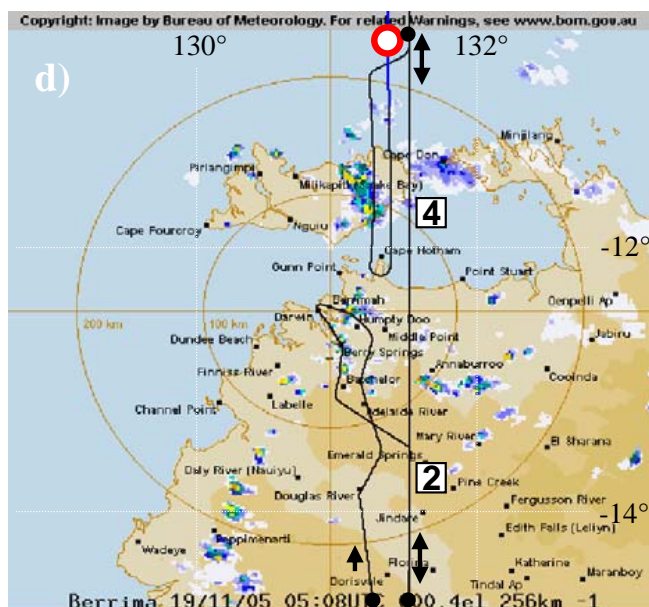 Copyright: Image by Bureau of Meteorology. For related Warnings, see www.bom.gov.au
130° 132°
d)
Minjilang
Cape Don
Pirlangimpi
Milikapiti (Snake Bay)
4
Nguiu
Cape Fourcroy
Cape Hotham -12°
Gunn Point Point Stuart
Berrimah Oenpelli Ap
200 km 100 km Darwin Humpty Doo
Dundee Beach Middle Point Jabiru
Berry Springs
Finniss River Annaburroo Cooinda
Batchelor
Labelle
Channel Point Adelaide River
Mary River
Emerald Springs El Sharana
Daly River (Nauiyu) 2
Douglas River Pine Creek
Fergusson River
Jindare -14°
Peppimenarti Edith Falls (Leliyn)
Wadeye
Florina Katherine
Dorisvale Tindal Ap Maranboy
Berrima 19/11/05 05:08UTC 00.4el 256km -1